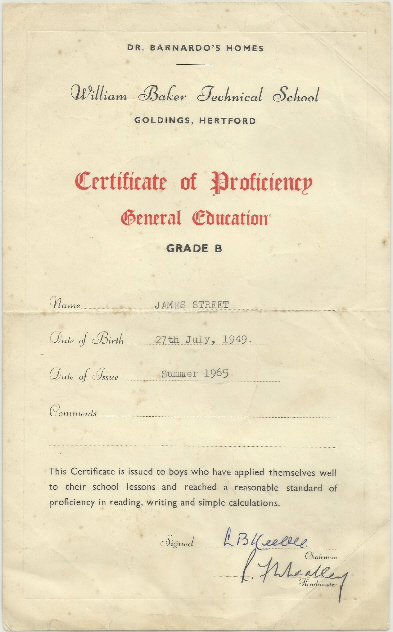 DR. BARNARDO'S HOMES
William Baker Technical School
GOLDINGS, HERTFORD
Certificate of Proficiency
General Education
GRADE B
Name JAMES STREET
Date of Birth 27th July, 1949.
Date of Issue Summer 1965
Comments
This Certificate is issued to boys who have applied themselves well
to their school lessons and reached a reasonable standard of
proficiency in reading, writing and simple calculations.
Signed
Chairman
Wheatley
Headmaster